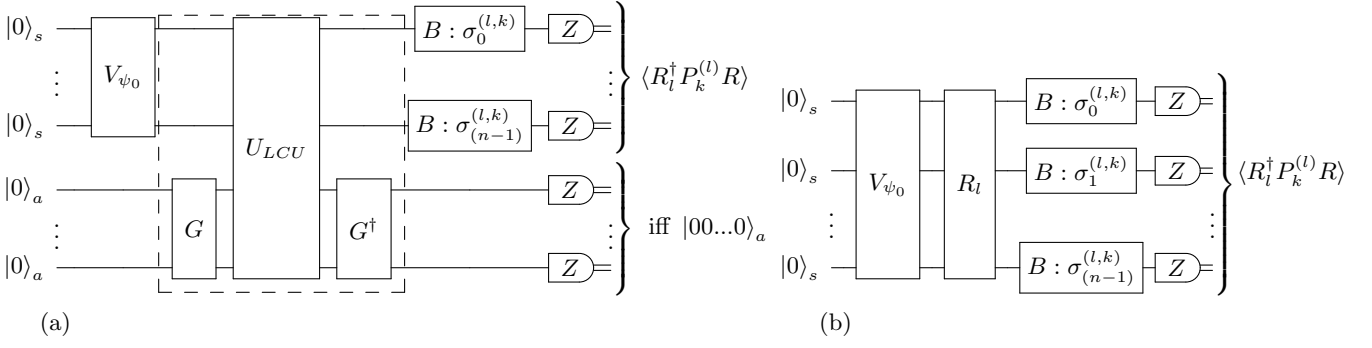 |0⟩_s V_{ψ_0} B : σ_0^{(l,k)} Z
⋮ ⋮ ⟨R_l^† P_k^{(l)} R⟩
|0⟩_s B : σ_{(n−1)}^{(l,k)} Z
U_{LCU}
|0⟩_a Z
⋮ G G^† ⋮ iff |00...0⟩_a
|0⟩_a Z
(a)
|0⟩_s B : σ_0^{(l,k)} Z
|0⟩_s V_{ψ_0} R_l B : σ_1^{(l,k)} Z ⟨R_l^† P_k^{(l)} R⟩
⋮ ⋮
|0⟩_s B : σ_{(n−1)}^{(l,k)} Z
(b)